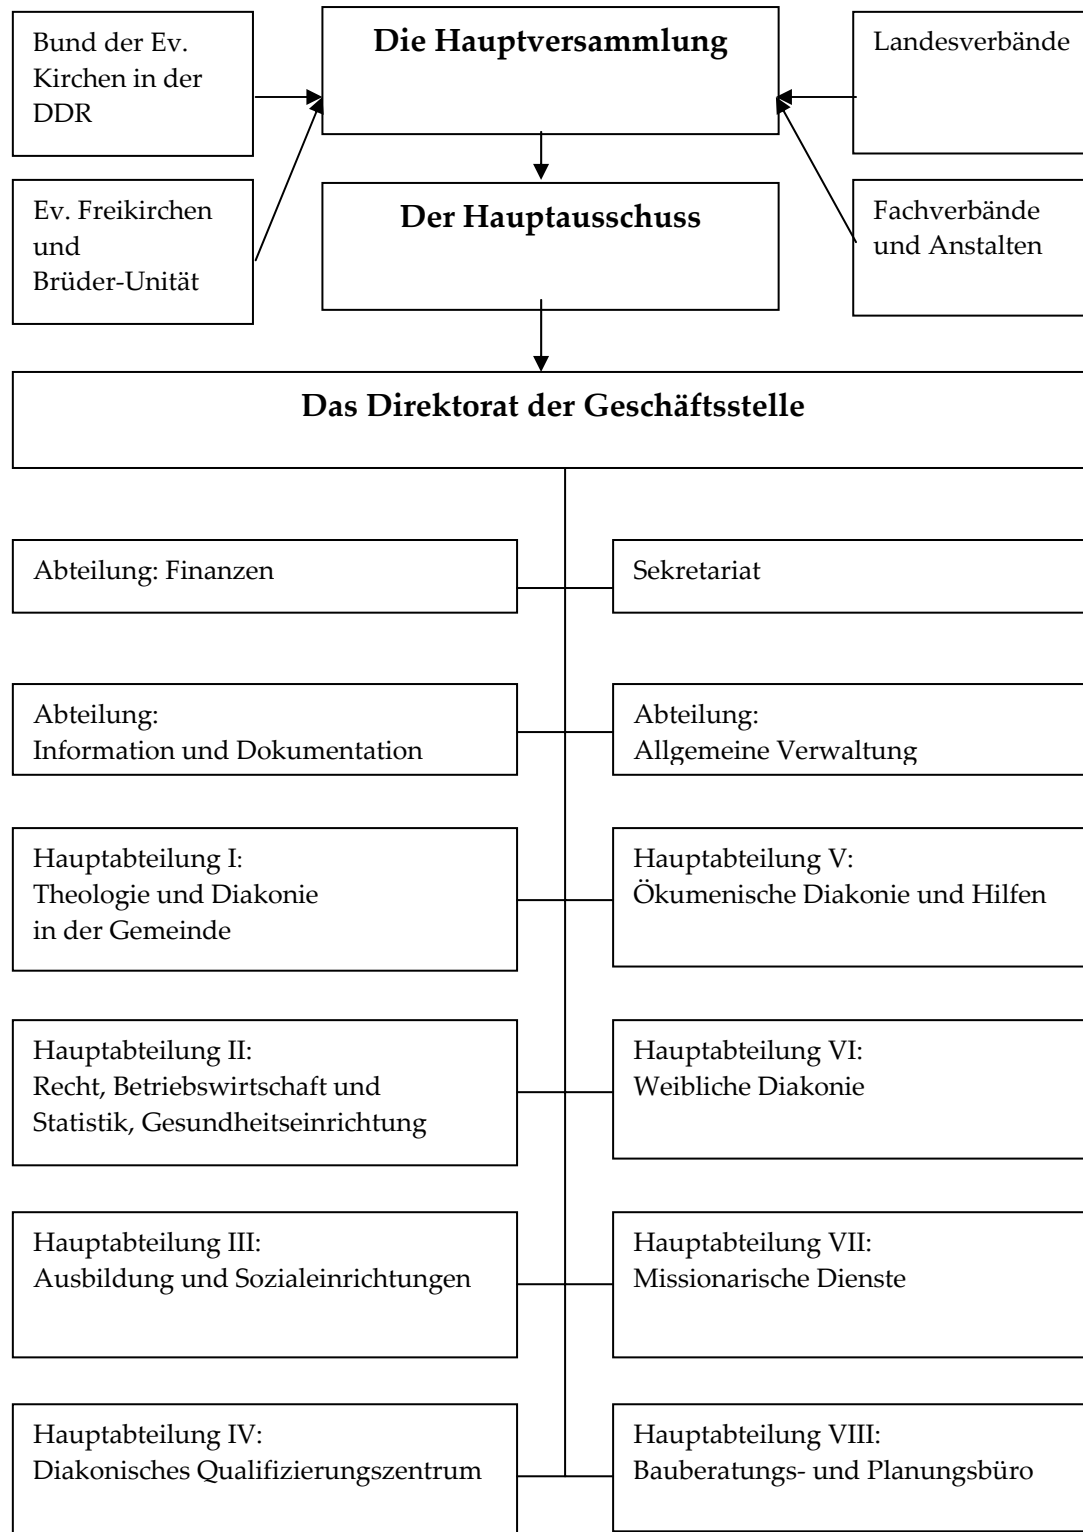 Bund der Ev.
Kirchen in der
DDR
Die Hauptversammlung
Landesverbände
Ev. Freikirchen
und
Brüder-Unität
Der Hauptausschuss
Fachverbände
und Anstalten
Das Direktorat der Geschäftsstelle
Abteilung: Finanzen
Sekretariat
Abteilung:
Information und Dokumentation
Abteilung:
Allgemeine Verwaltung
Hauptabteilung I:
Theologie und Diakonie
in der Gemeinde
Hauptabteilung V:
Ökumenische Diakonie und Hilfen
Hauptabteilung II:
Recht, Betriebswirtschaft und
Statistik, Gesundheitseinrichtung
Hauptabteilung VI:
Weibliche Diakonie
Hauptabteilung III:
Ausbildung und Sozialeinrichtungen
Hauptabteilung VII:
Missionarische Dienste
Hauptabteilung IV:
Diakonisches Qualifizierungszentrum
Hauptabteilung VIII:
Bauberatungs- und Planungsbüro